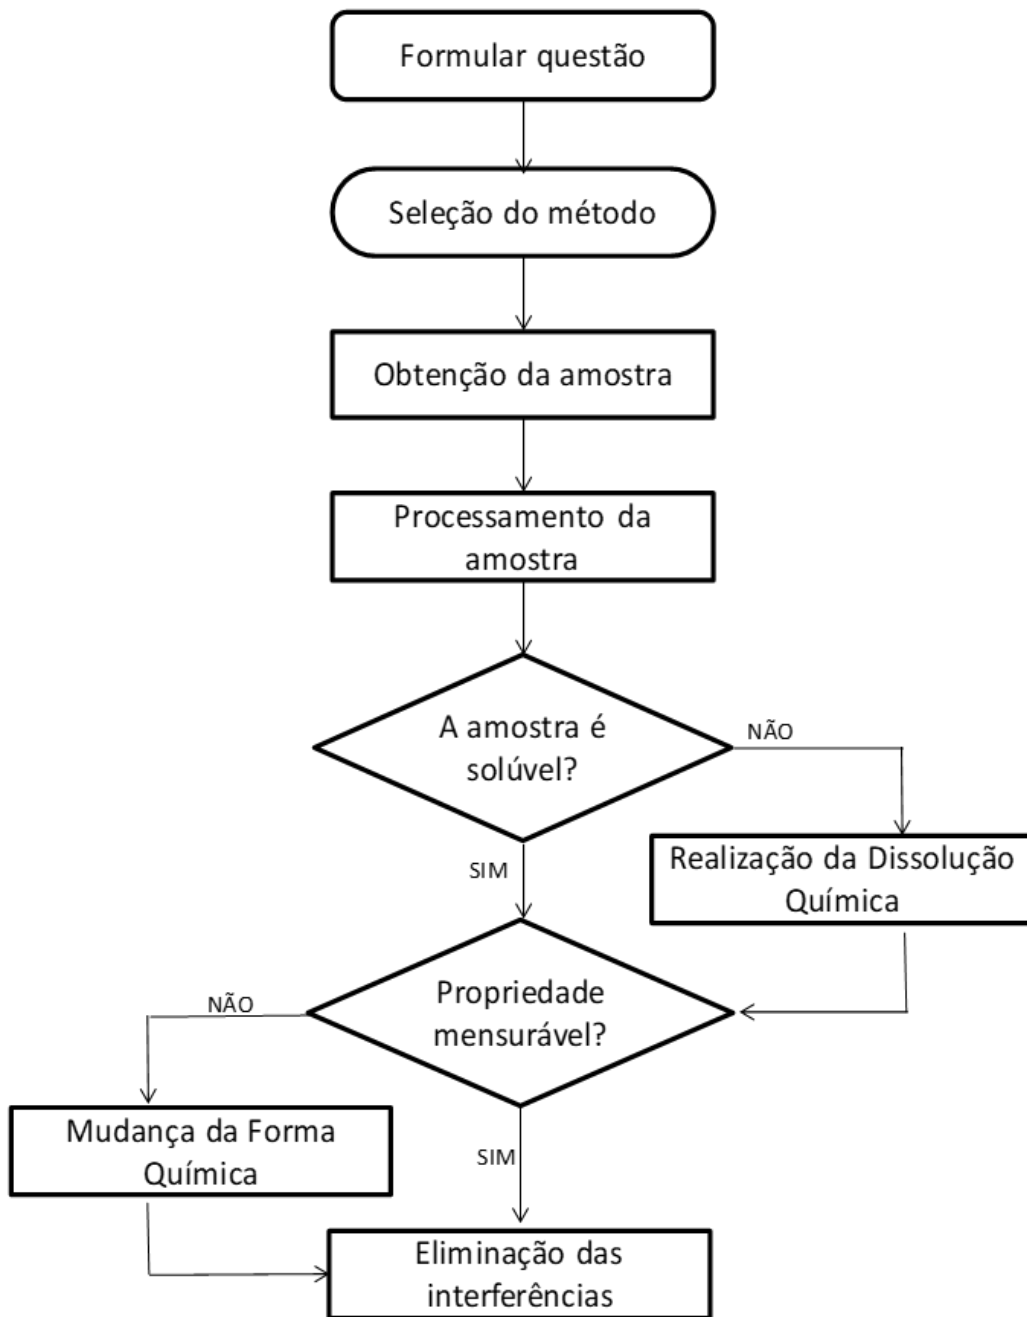 Formular questão
Seleção do método
Obtenção da amostra
Processamento da
amostra
A amostra é
solúvel?
NÃO
Realização da Dissolução
Química
SIM
Propriedade
mensurável?
NÃO
Mudança da Forma
Química
SIM
Eliminação das
interferências